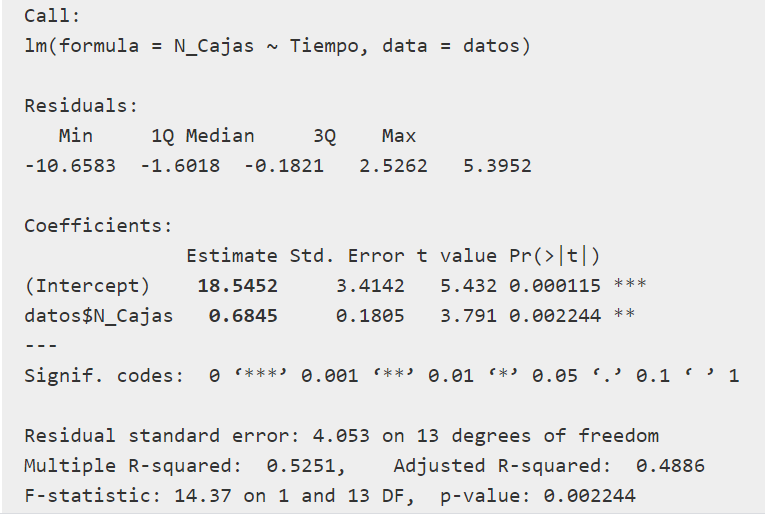 Call:
lm(formula = N_Cajas ~ Tiempo, data = datos)
Residuals:
Min 1Q Median 3Q Max
-10.6583 -1.6018 -0.1821 2.5262 5.3952
Coefficients:
Estimate Std. Error t value Pr(>|t|)
(Intercept) 18.5452 3.4142 5.432 0.000115 ***
datos$N_Cajas 0.6845 0.1805 3.791 0.002244 **
---
Signif. codes: 0 ‘***’ 0.001 ‘**’ 0.01 ‘*’ 0.05 ‘.’ 0.1 ‘ ’ 1
Residual standard error: 4.053 on 13 degrees of freedom
Multiple R-squared: 0.5251, Adjusted R-squared: 0.4886
F-statistic: 14.37 on 1 and 13 DF, p-value: 0.002244